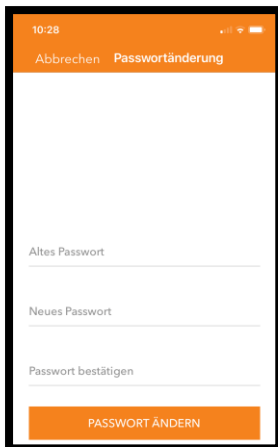 10:28
Abbrechen Passwortänderung
Altes Passwort
Neues Passwort
Passwort bestätigen
PASSWORT ÄNDERN